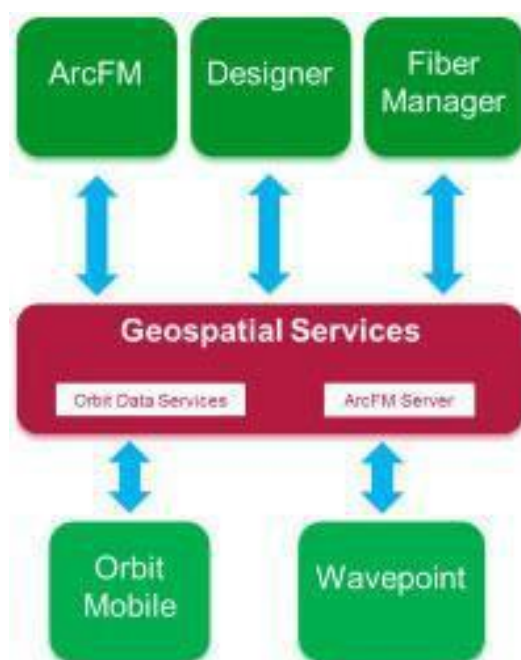 ArcFM
Designer
Fiber
Manager
Geospatial Services
Orbit Data Services
ArcFM Server
Orbit
Mobile
Wavepoint